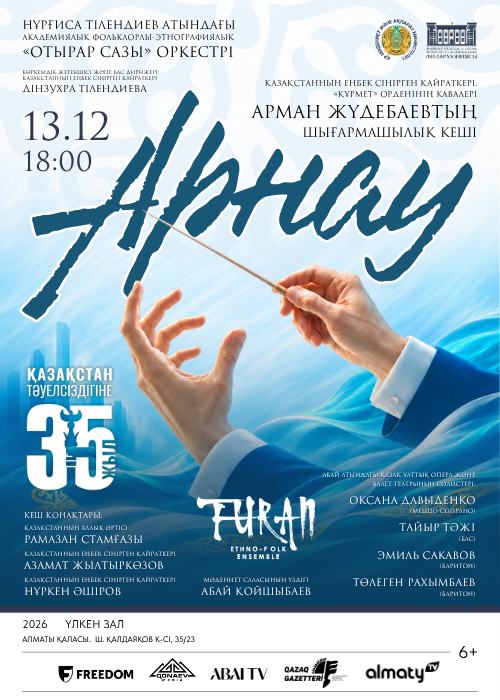 НҰРҒИСА ТІЛЕНДИЕВ АТЫНДАҒЫ
АКАДЕМИЯЛЫҚ ФОЛЬКЛОРЛЫ-ЭТНОГРАФИЯЛЫҚ
«ОТЫРАР САЗЫ» ОРКЕСТРІ
КӨРКЕМДІК ЖЕТЕКШІСІ ЖӘНЕ БАС ДИРИЖЕРІ:
ҚАЗАҚСТАННЫҢ ЕҢБЕК СІҢІРГЕН ҚАЙРАТКЕРІ
ДІНЗУХРА ТІЛЕНДИЕВА
13.12
18:00
ҚАЗАҚСТАННЫҢ ЕҢБЕК СІҢІРГЕН ҚАЙРАТКЕРІ,
«ҚҰРМЕТ» ОРДЕНІНІҢ КАВАЛЕРІ
АРМАН ЖҮДЕБАЕВТЫҢ
ШЫҒАРМАШЫЛЫҚ КЕШІ
Арнау
ҚАЗАҚСТАН
ТӘУЕЛСІЗДІГІНЕ
35
ЖЫЛ
КЕШ ҚОНАҚТАРЫ:
ҚАЗАҚСТАННЫҢ ХАЛЫҚ ӘРТІСІ
РАМАЗАН СТАМҒАЗЫ
ҚАЗАҚСТАННЫҢ ЕҢБЕК СІҢІРГЕН ҚАЙРАТКЕРІ
АЗАМАТ ЖЫЛТЫРКӨЗОВ
ҚАЗАҚСТАННЫҢ ЕҢБЕК СІҢІРГЕН ҚАЙРАТКЕРІ
НҮРКЕН ӘШІРОВ
TURAN
ETHNO-FOLK
ENSEMBLE
МӘДЕНИЕТ САЛАСЫНЫҢ ҮЗДІГІ
АБАЙ ҚОЙШЫБАЕВ
АБАЙ АТЫНДАҒЫ ҚАЗАҚ ҰЛТТЫҚ ОПЕРА ЖӘНЕ
БАЛЕТ ТЕАТРЫНЫҢ СОЛИСТЕРІ:
ОКСАНА ДАВЫДЕНКО
(МЕЦЦО-СОПРАНО)
ТАЙЫР ТӘЖІ
(БАС)
ЭМИЛЬ САКАВОВ
(БАРИТОН)
ТӨЛЕГЕН РАХЫМБАЕВ
(БАРИТОН)
2026 ҮЛКЕН ЗАЛ
АЛМАТЫ ҚАЛАСЫ. Ш. ҚАЛДАЯҚОВ К-СІ, 35/23
6+
FREEDOM
QONAEV
MEDIA
ABAI TV
QAZAQ
GAZETTERI
almaty tv